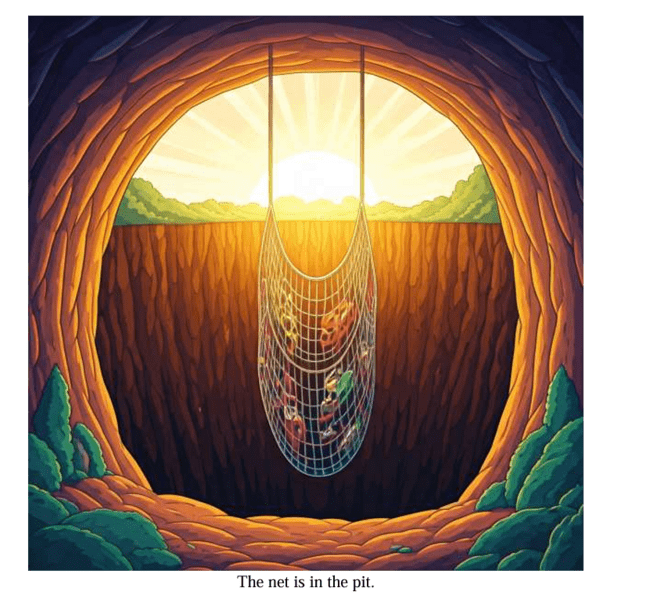 The net is in the pit.